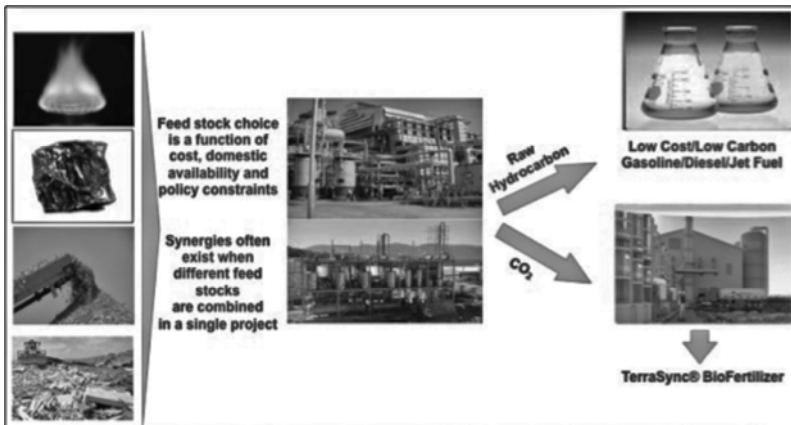 Feed stock choice
is a function of
cost, domestic
availability and
policy constraints
Synergies often
exist when
different feed
stocks
are combined
in a single project
Raw
Hydrocarbon
CO₂
Low Cost/Low Carbon
Gasoline/Diesel/Jet Fuel
TerraSync® BioFertilizer